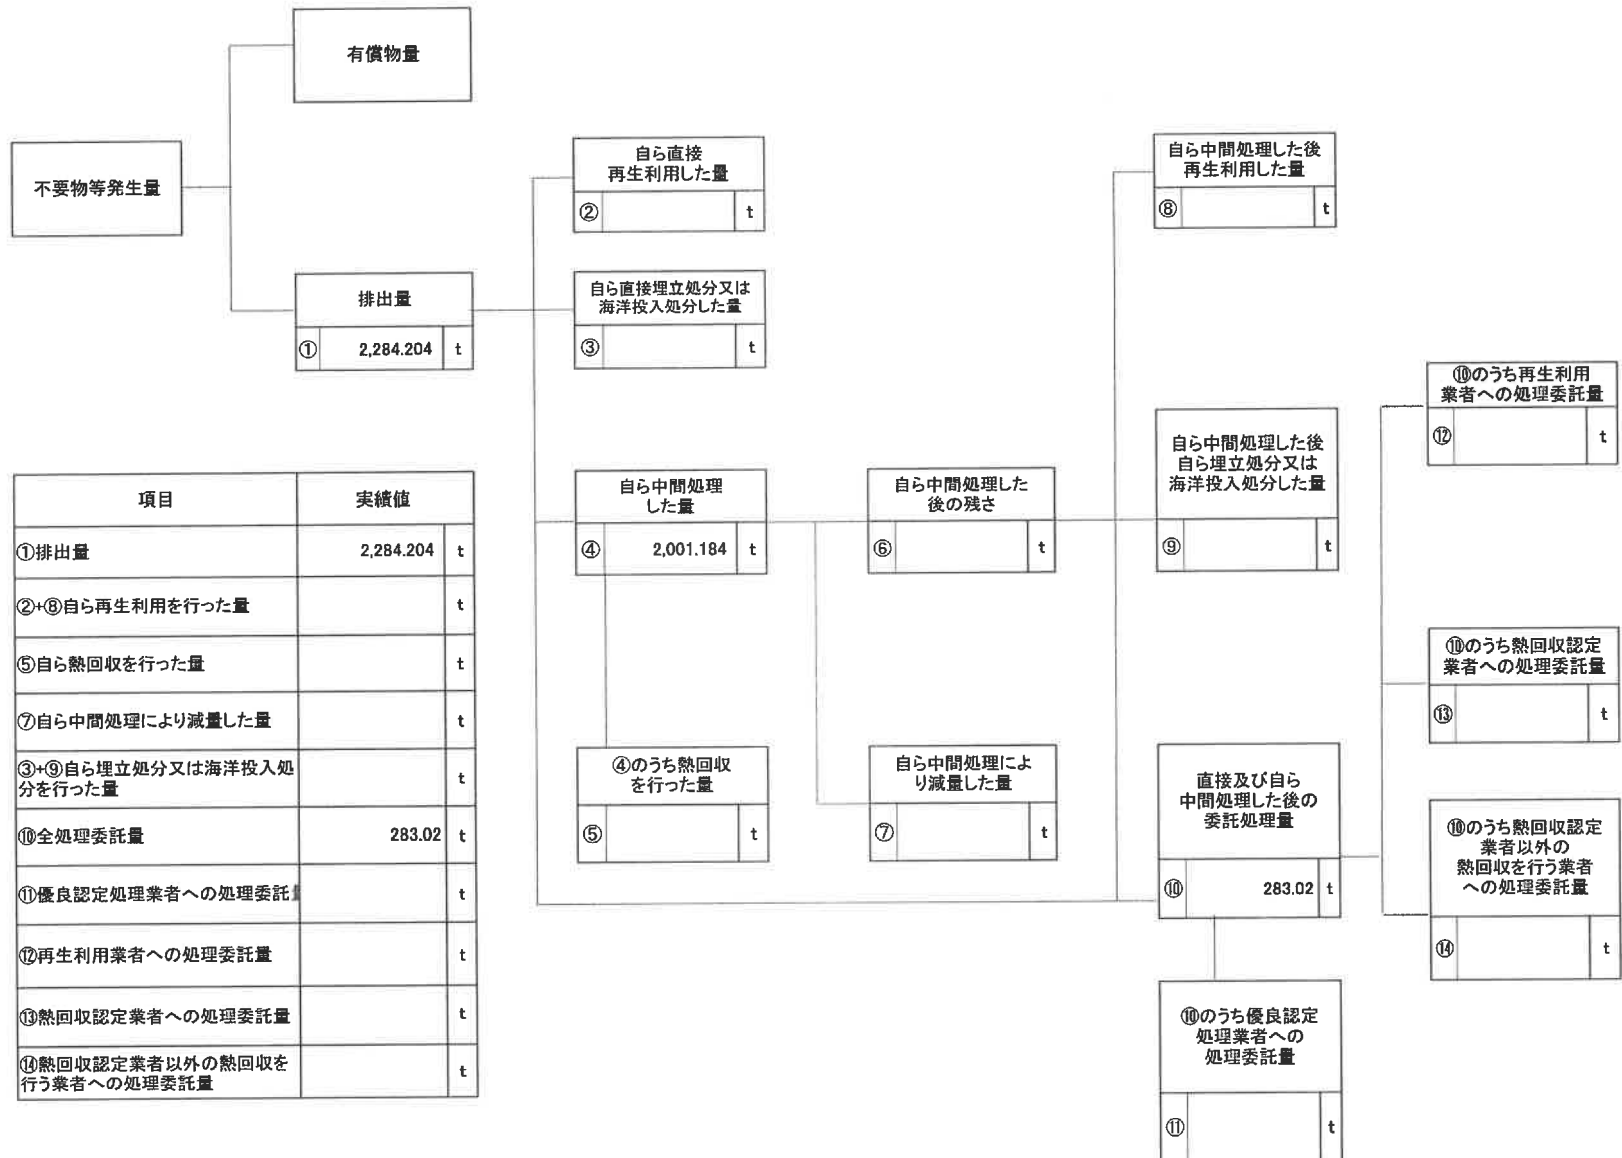 有償物量
不要物等発生量
排出量
① 2,284.204 t
自ら直接
再生利用した量
② t
自ら直接埋立処分又は
海洋投入処分した量
③ t
自ら中間処理
した量
④ 2,001.184 t
④のうち熱回収
を行った量
⑤ t
自ら中間処理した
後の残さ
⑥ t
自ら中間処理によ
り減量した量
⑦ t
自ら中間処理した後
再生利用した量
⑧ t
自ら中間処理した後
自ら埋立処分又は
海洋投入処分した量
⑨ t
直接及び自ら
中間処理した後の
委託処理量
⑩ 283.02 t
⑩のうち優良認定
処理業者への
処理委託量
⑪ t
⑩のうち再生利用
業者への処理委託量
⑫ t
⑩のうち熱回収認定
業者への処理委託量
⑬ t
⑩のうち熱回収認定
業者以外の
熱回収を行う業者
への処理委託量
⑭ t
項目 実績値
①排出量 2,284.204 t
②+⑧自ら再生利用を行った量 t
⑤自ら熱回収を行った量 t
⑦自ら中間処理により減量した量 t
③+⑨自ら埋立処分又は海洋投入処
分を行った量 t
⑩全処理委託量 283.02 t
⑪優良認定処理業者への処理委託 t
⑫再生利用業者への処理委託量 t
⑬熱回収認定業者への処理委託量 t
⑭熱回収認定業者以外の熱回収を
行う業者への処理委託量 t